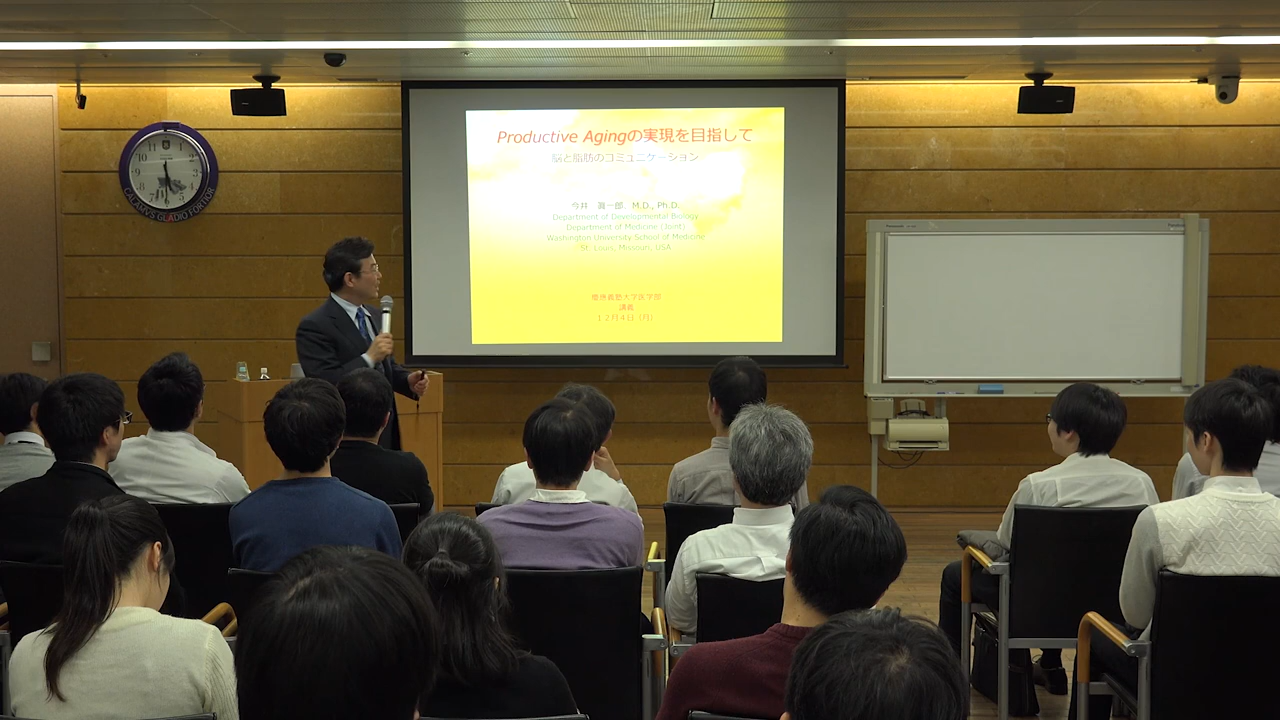 Productive Agingの実現を目指して
脳と脂肪のコミュニケーション
今井 眞一郎, M.D., Ph.D.
Department of Developmental Biology
Department of Medicine (Joint)
Washington University School of Medicine
St. Louis, Missouri, USA
慶應義塾大学医学部
講義
12月4日 (月)
CALAMVS GLADIO FORTIOR
Panasonic